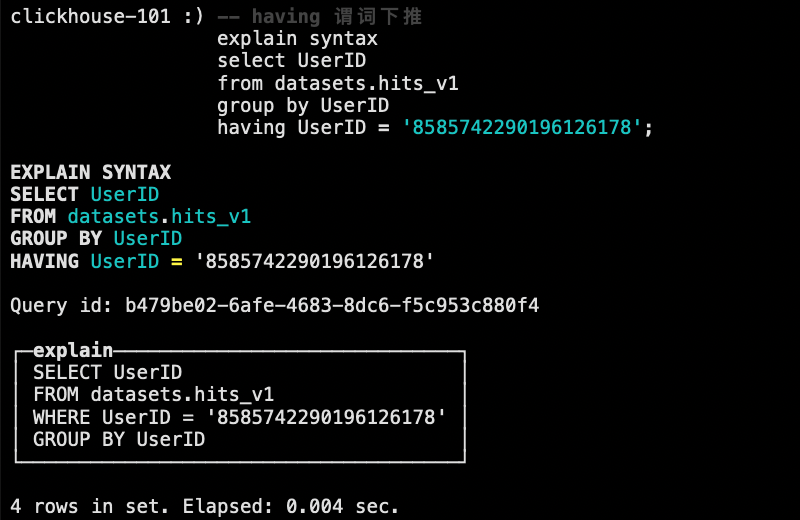 clickhouse-101 :) -- having 谓词下推
explain syntax
select UserID
from datasets.hits_v1
group by UserID
having UserID = '8585742290196126178';
EXPLAIN SYNTAX
SELECT UserID
FROM datasets.hits_v1
GROUP BY UserID
HAVING UserID = '8585742290196126178'
Query id: b479be02-6afe-4683-8dc6-f5c953c880f4
explain
SELECT UserID
FROM datasets.hits_v1
WHERE UserID = '8585742290196126178'
GROUP BY UserID
4 rows in set. Elapsed: 0.004 sec.